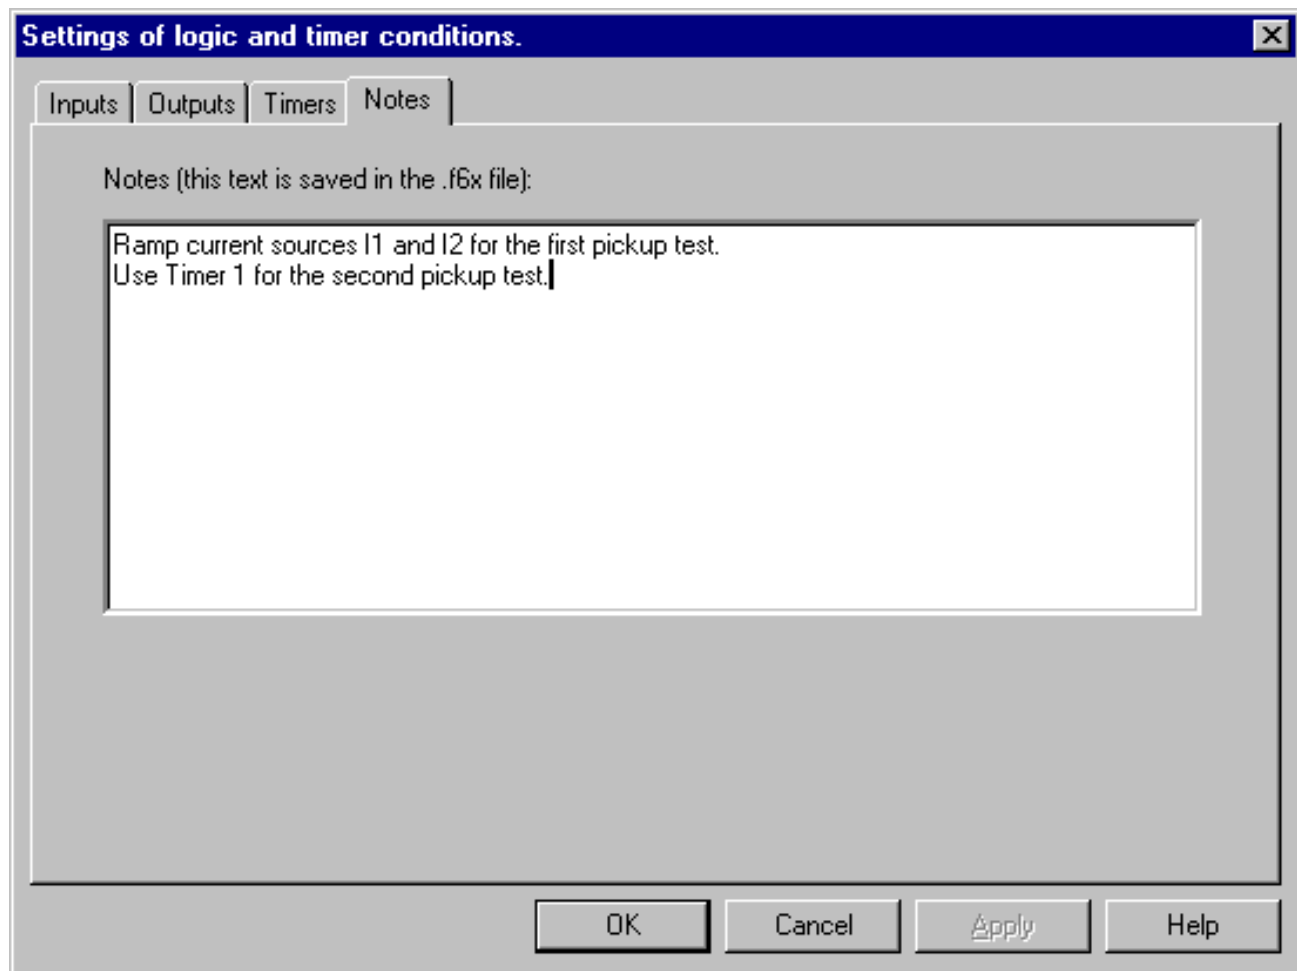 Settings of logic and timer conditions.
Inputs Outputs Timers Notes
Notes (this text is saved in the .f6x file):
Ramp current sources I1 and I2 for the first pickup test.
Use Timer 1 for the second pickup test.
OK Cancel Apply Help